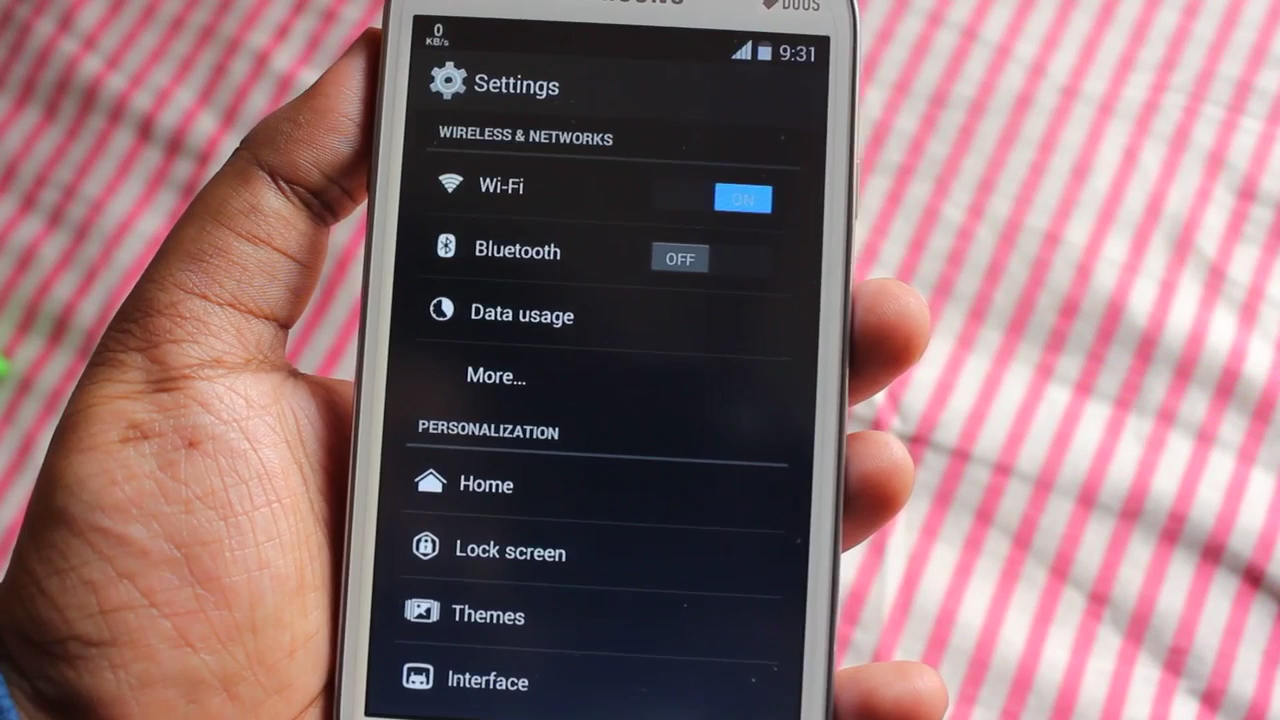 DUOS
0
KB/s
9:31
Settings
WIRELESS & NETWORKS
Wi-Fi
ON
Bluetooth
OFF
Data usage
More...
PERSONALIZATION
Home
Lock screen
Themes
Interface